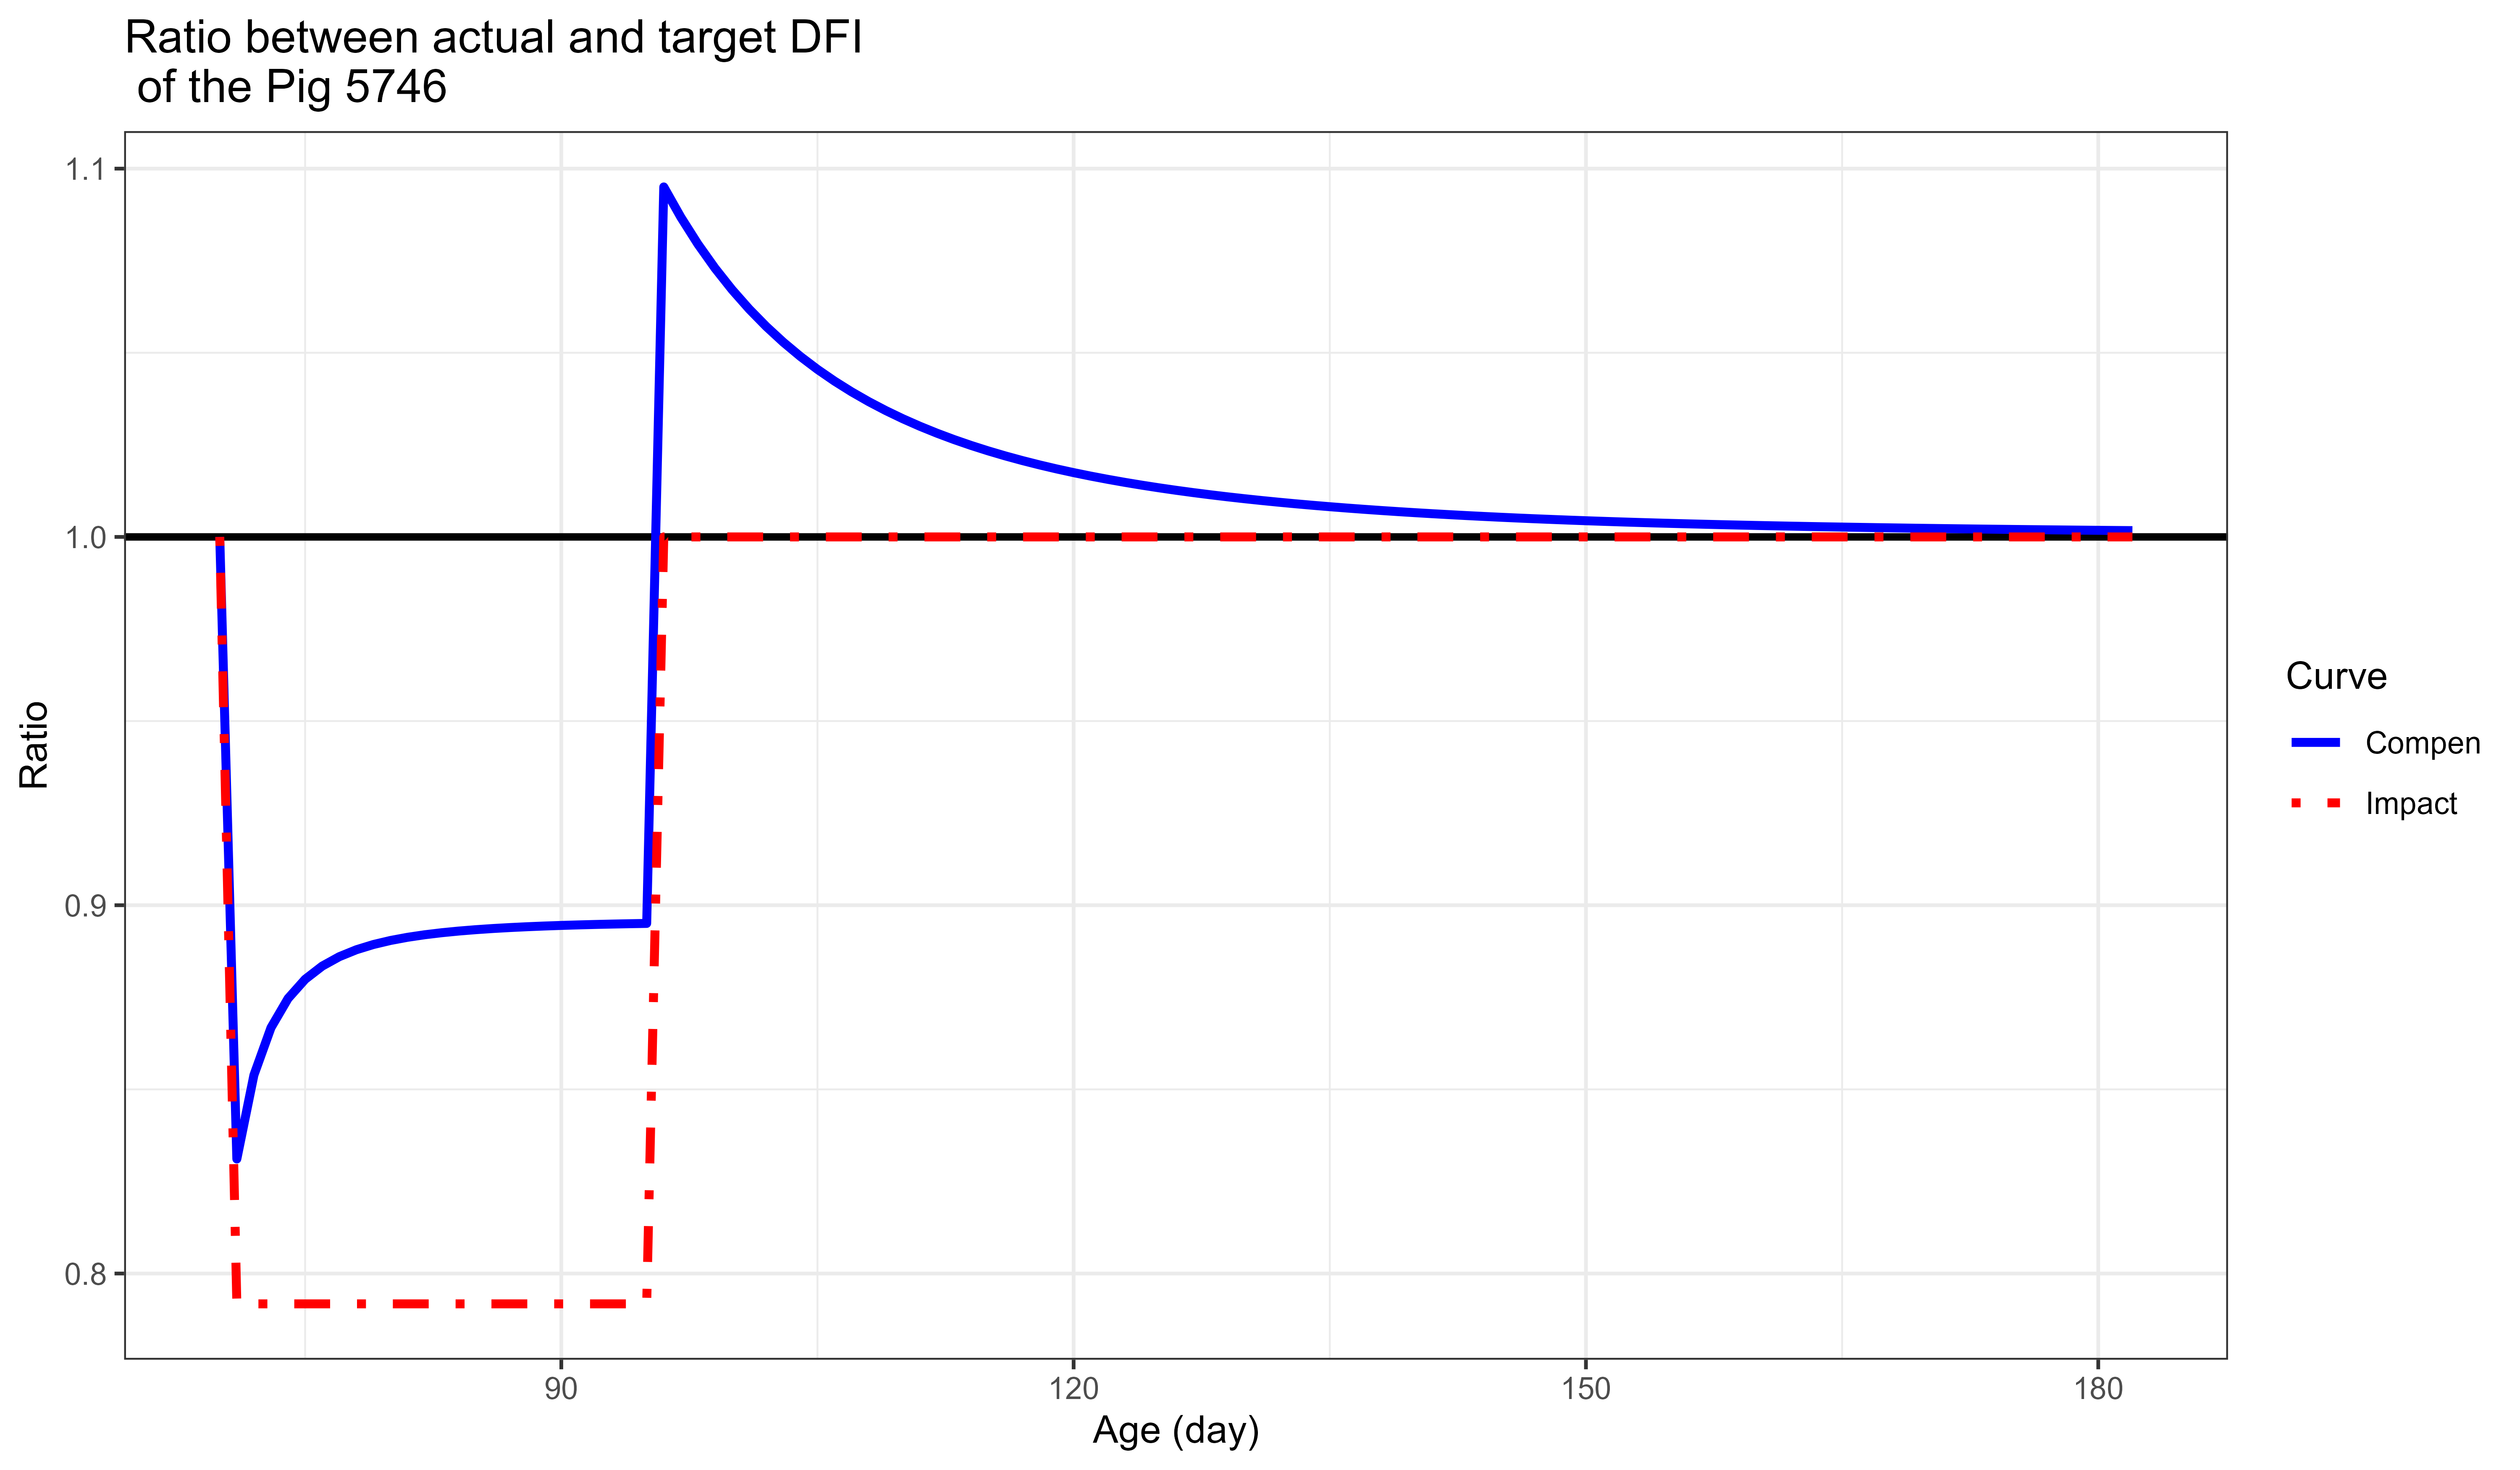 Ratio between actual and target DFI
of the Pig 5746
1.1
1.0
0.9
0.8
Ratio
90
120
150
180
Age (day)
Curve
Compen
Impact